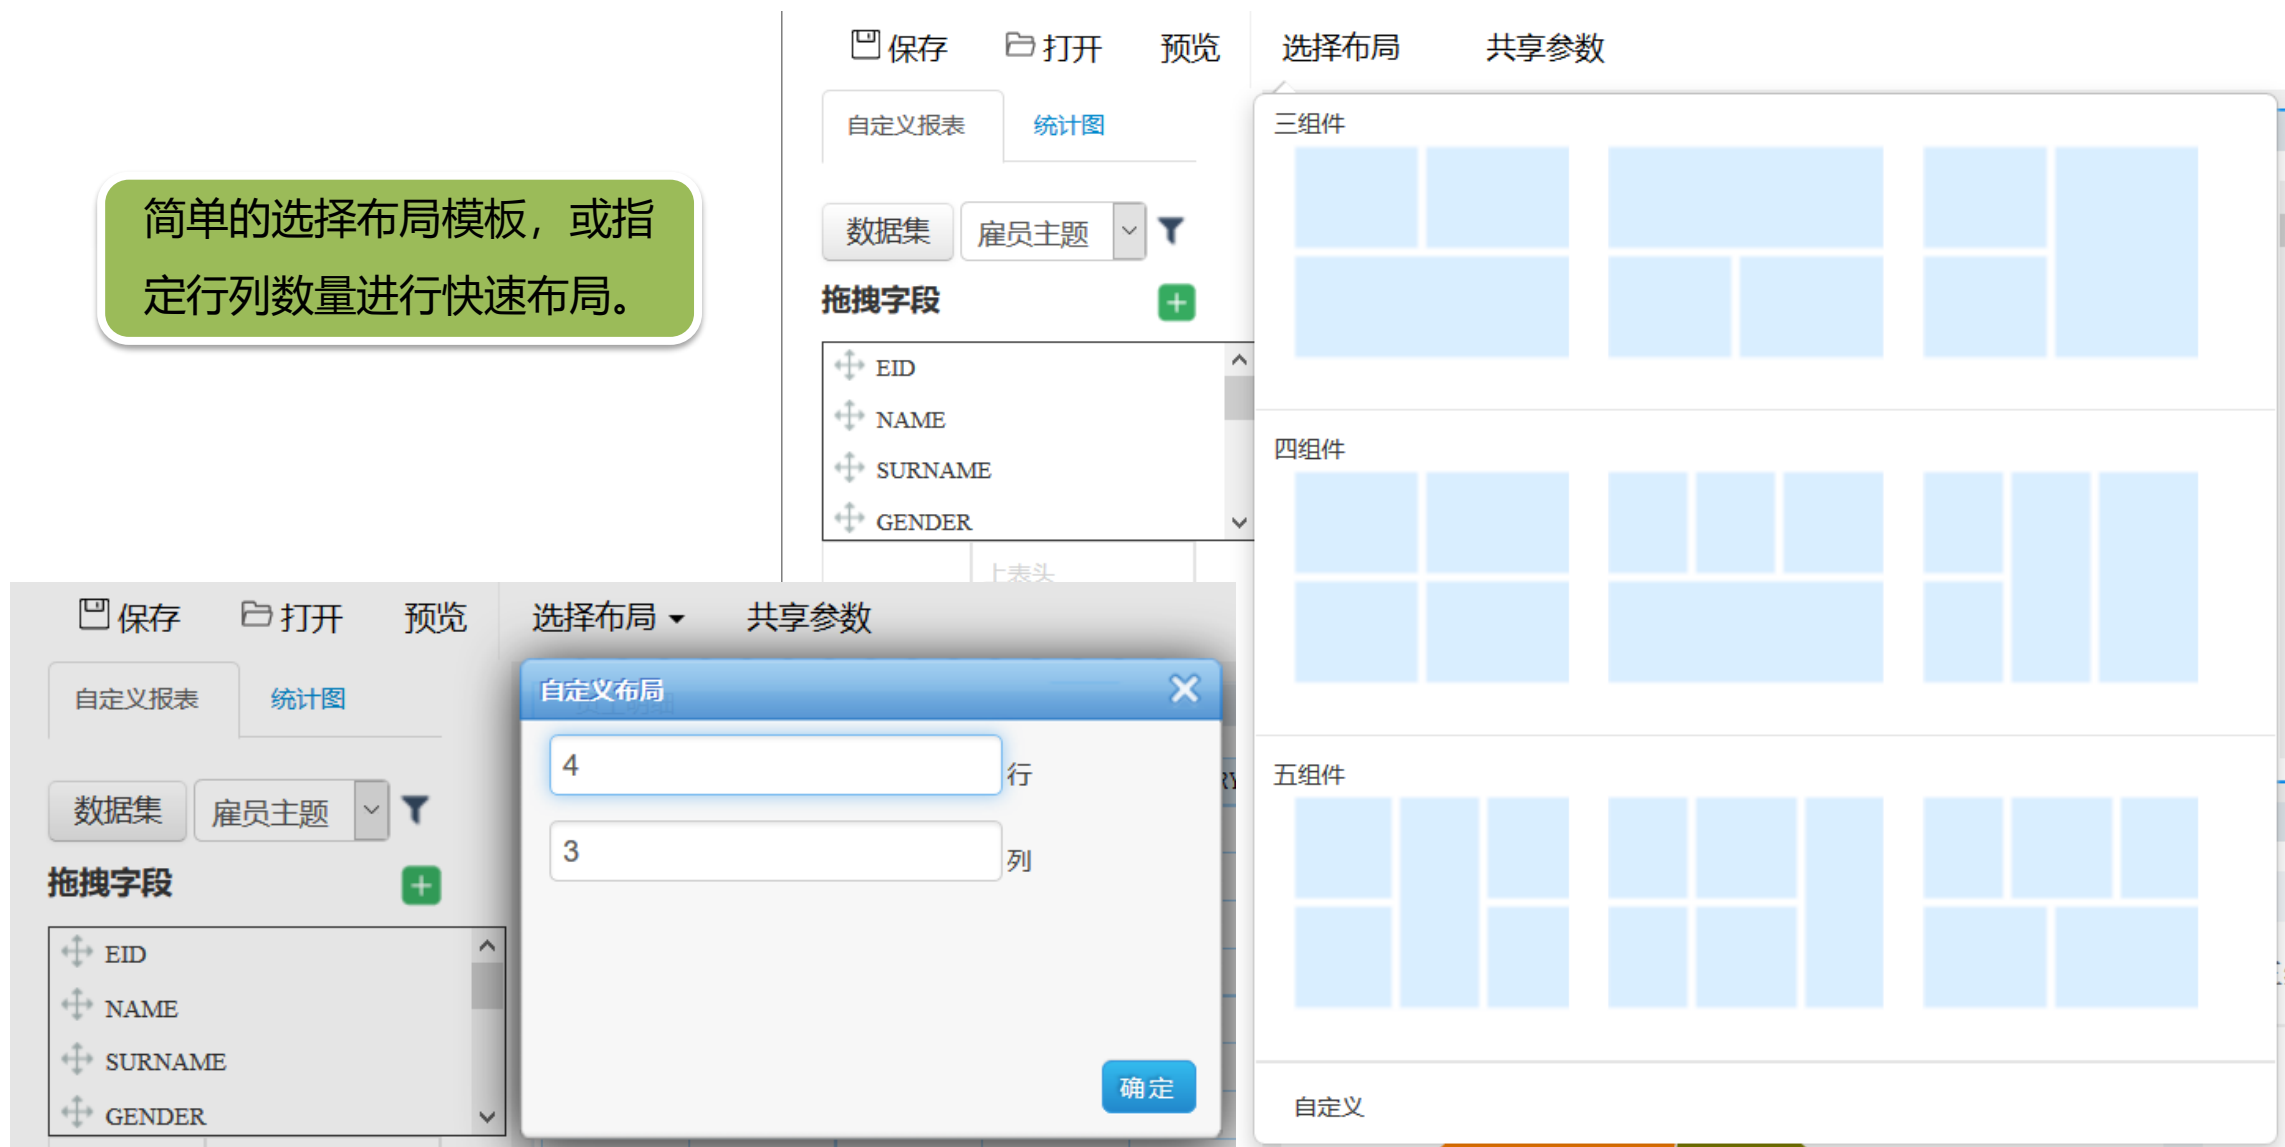 简单的选择布局模板，或指
定行列数量进行快速布局。
保存 打开 预览 选择布局 共享参数
自定义报表 统计图
数据集 雇员主题
拖拽字段
EID
NAME
SURNAME
GENDER
上表头
三组件
四组件
五组件
自定义
保存 打开 预览 选择布局 共享参数
自定义报表 统计图
数据集 雇员主题
拖拽字段
EID
NAME
SURNAME
GENDER
自定义布局
4 行
3 列
确定